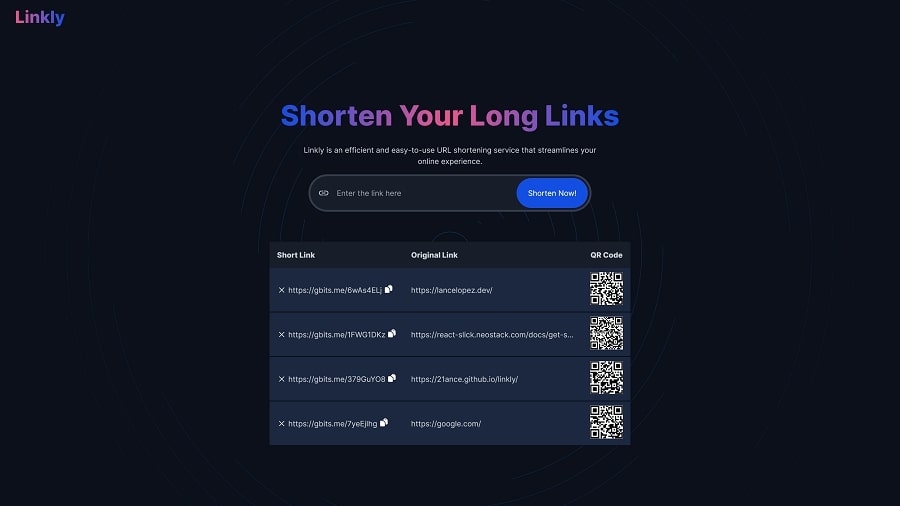 Linkly
Shorten Your Long Links
Linkly is an efficient and easy-to-use URL shortening service that streamlines your
online experience.
Enter the link here
Shorten Now!
Short Link Original Link QR Code
https://gbits.me/6wAs4ELj https://lancelopez.dev/
https://gbits.me/1FWG1DKz https://react-slick.neostack.com/docs/get-s...
https://gbits.me/379GuYO8 https://21ance.github.io/linkly/
https://gbits.me/7yeEjlhg https://google.com/